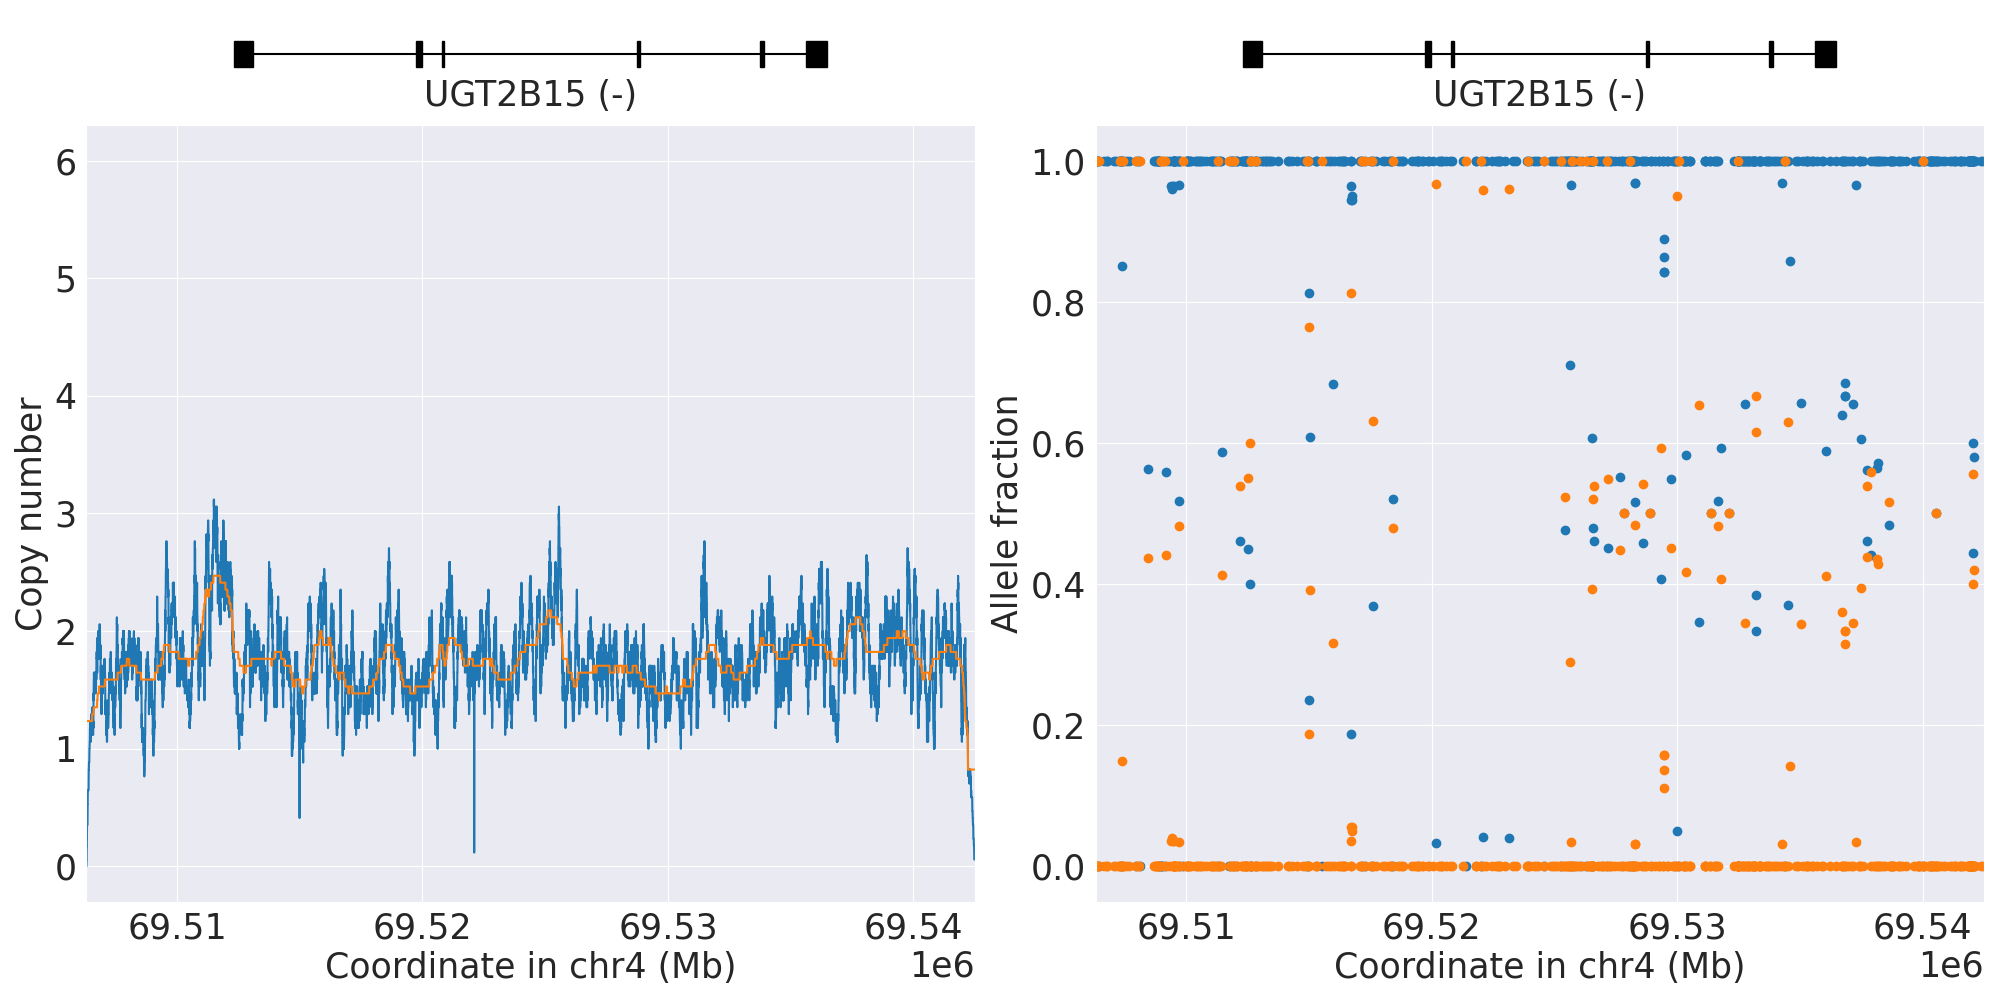 UGT2B15 (-)
6
5
4
3
2
1
0
Copy number
69.51 69.52 69.53 69.54
Coordinate in chr4 (Mb)
1e6
UGT2B15 (-)
1.0
0.8
0.6
0.4
0.2
0.0
Allele fraction
69.51 69.52 69.53 69.54
Coordinate in chr4 (Mb)
1e6